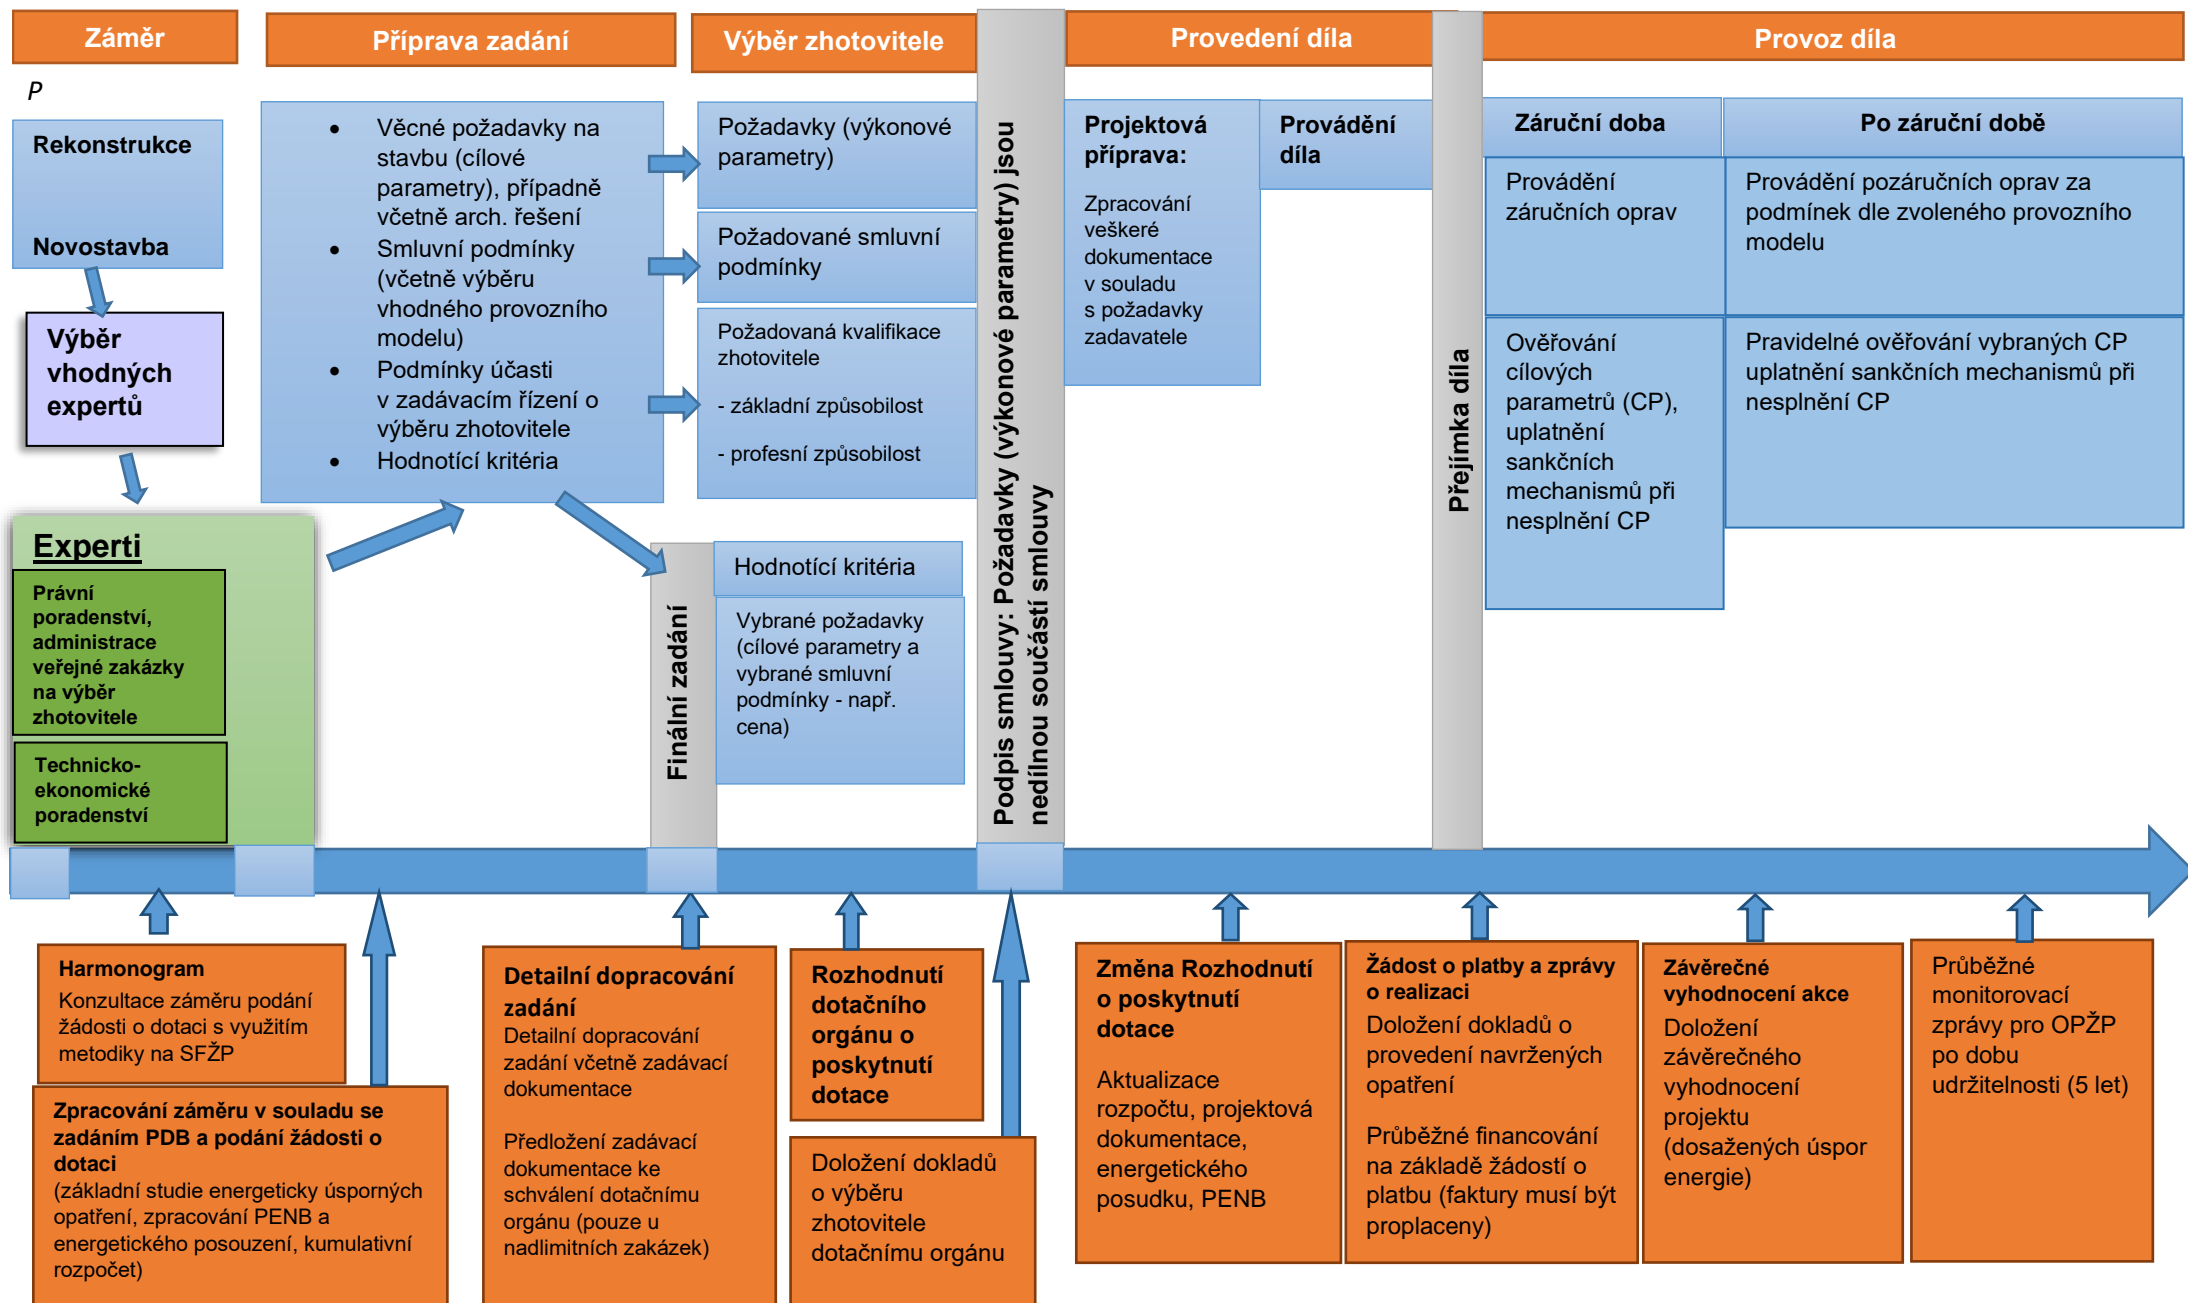 Záměr
Příprava zadání
Výběr zhotovitele
Provedení díla
Provoz díla
P
Rekonstrukce
Novostavba
Výběr
vhodných
expertů
Experti
Právní
poradenství,
administrace
veřejné zakázky
na výběr
zhotovitele
Technicko-
ekonomické
poradenství
• Věcné požadavky na
stavbu (cílové
parametry), případně
včetně arch. řešení
• Smluvní podmínky
(včetně výběru
vhodného provozního
modelu)
• Podmínky účasti
v zadávacím řízení o
výběru zhotovitele
• Hodnotící kritéria
Požadavky (výkonové
parametry)
Požadované smluvní
podmínky
Požadovaná kvalifikace
zhotovitele
- základní způsobilost
- profesní způsobilost
Finální zadání
Hodnotící kritéria
Vybrané požadavky
(cílové parametry a
vybrané smluvní
podmínky - např.
cena)
Podpis smlouvy: Požadavky (výkonové parametry) jsou
nedílnou součástí smlouvy
Projektová
příprava:
Zpracování
veškeré
dokumentace
v souladu
s požadavky
zadavatele
Provádění
díla
Přejímka díla
Záruční doba
Po záruční době
Provádění
záručních oprav
Provádění pozáručních oprav za
podmínek dle zvoleného provozního
modelu
Ověřování
cílových
parametrů (CP),
uplatnění
sankčních
mechanismů při
nesplnění CP
Pravidelné ověřování vybraných CP
uplatnění sankčních mechanismů při
nesplnění CP
Harmonogram
Konzultace záměru podání
žádosti o dotaci s využitím
metodiky na SFŽP
Zpracování záměru v souladu se
zadáním PDB a podání žádosti o
dotaci
(základní studie energeticky úsporných
opatření, zpracování PENB a
energetického posouzení, kumulativní
rozpočet)
Detailní dopracování
zadání
Detailní dopracování
zadání včetně zadávací
dokumentace
Předložení zadávací
dokumentace ke
schválení dotačnímu
orgánu (pouze u
nadlimitních zakázek)
Rozhodnutí
dotačního
orgánu o
poskytnutí
dotace
Doložení dokladů
o výběru
zhotovitele
dotačnímu orgánu
Změna Rozhodnutí
o poskytnutí
dotace
Aktualizace
rozpočtu, projektová
dokumentace,
energetického
posudku, PENB
Žádost o platby a zprávy
o realizaci
Doložení dokladů o
provedení navržených
opatření
Průběžné financování
na základě žádostí o
platbu (faktury musí být
proplaceny)
Závěrečné
vyhodnocení akce
Doložení
závěrečného
vyhodnocení
projektu
(dosažených úspor
energie)
Průběžné
monitorovací
zprávy pro OPŽP
po dobu
udržitelnosti (5 let)